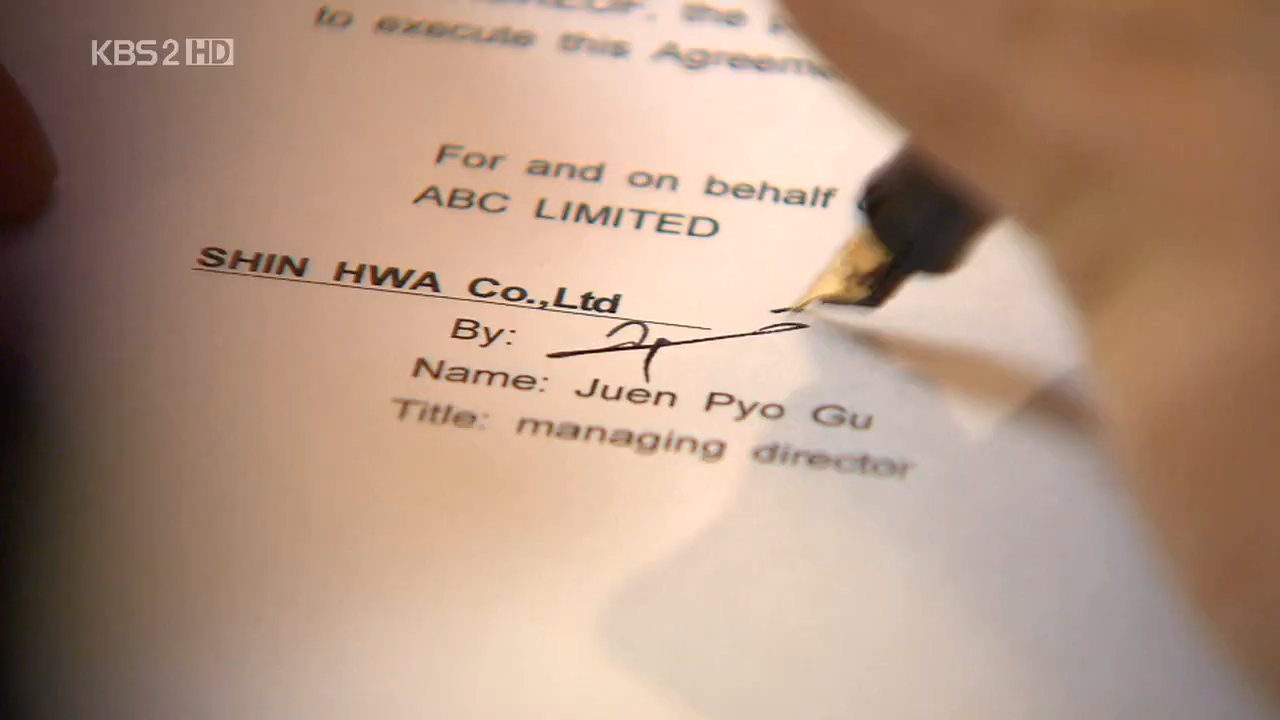 KBS2 HD
the
to execute this
For and on behalf
ABC LIMITED
SHIN HWA Co.,Ltd
By:
Name: Juen Pyo Gu
Title: managing director